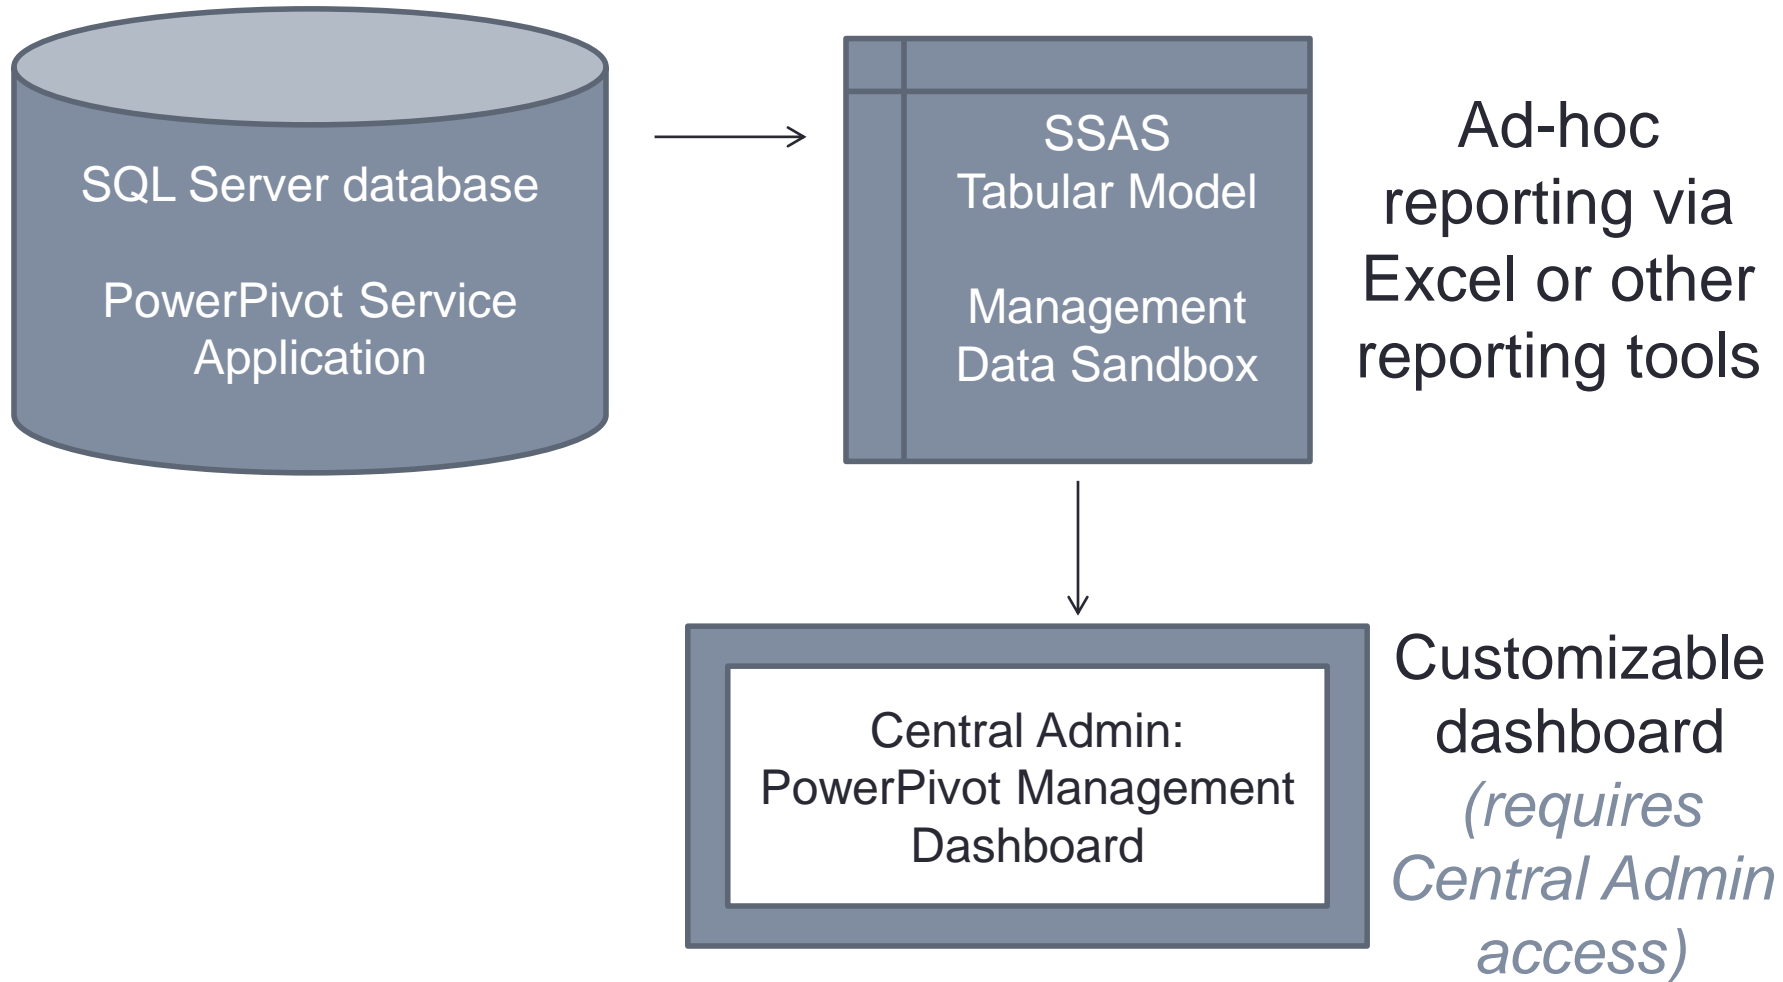 SQL Server database
PowerPivot Service
Application
SSAS
Tabular Model
Management
Data Sandbox
Ad-hoc
reporting via
Excel or other
reporting tools
Central Admin:
PowerPivot Management
Dashboard
Customizable
dashboard
(requires
Central Admin
access)